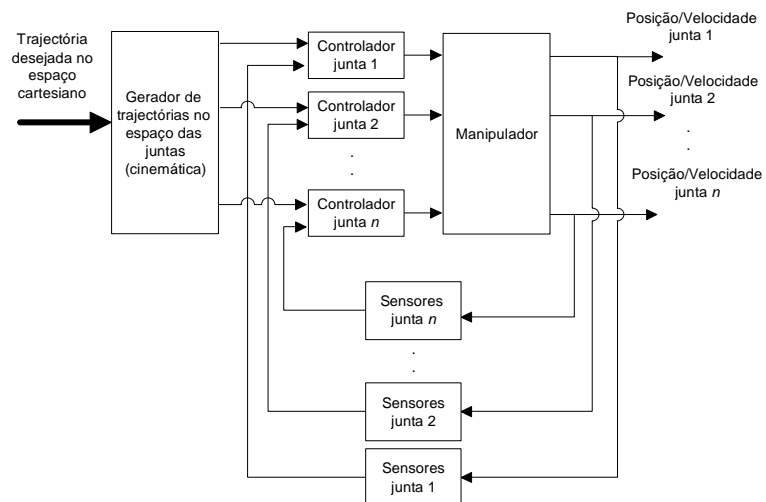 Trajectória
desejada no
espaço
cartesiano
Gerador de
trajectórias no
espaço das
juntas
(cinemática)
Controlador
junta 1
Controlador
junta 2
.
.
Controlador
junta n
Manipulador
Posição/Velocidade
junta 1
Posição/Velocidade
junta 2
.
.
Posição/Velocidade
junta n
Sensores
junta n
.
.
Sensores
junta 2
Sensores
junta 1